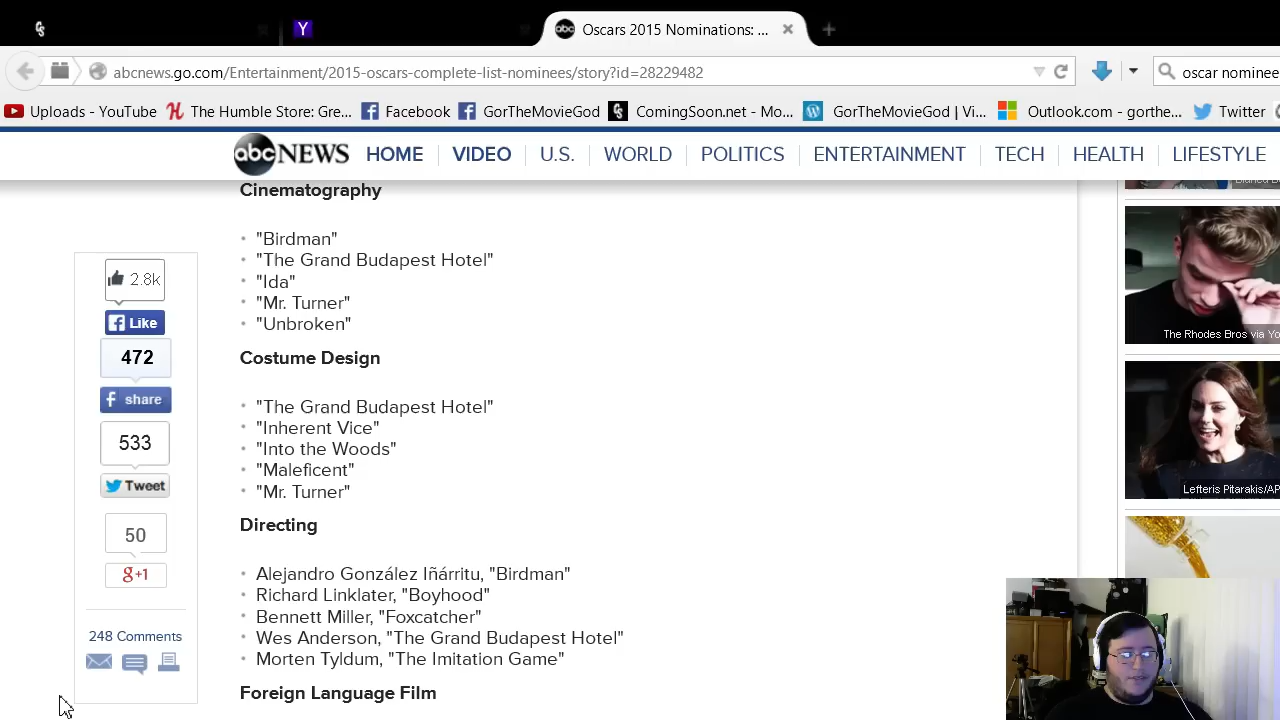 Oscars 2015 Nominations: ...
abcnews.go.com/Entertainment/2015-oscars-complete-list-nominees/story?id=28229482
oscar nominee
Uploads - YouTube
The Humble Store: Gre...
Facebook
GorTheMovieGod
ComingSoon.net - Mo...
GorTheMovieGod | Vi...
Outlook.com - gorthe...
Twitter
abc NEWS
HOME
VIDEO
U.S.
WORLD
POLITICS
ENTERTAINMENT
TECH
HEALTH
LIFESTYLE
Cinematography
"Birdman"
"The Grand Budapest Hotel"
"Ida"
"Mr. Turner"
"Unbroken"
Costume Design
"The Grand Budapest Hotel"
"Inherent Vice"
"Into the Woods"
"Maleficent"
"Mr. Turner"
Directing
Alejandro González Iñárritu, "Birdman"
Richard Linklater, "Boyhood"
Bennett Miller, "Foxcatcher"
Wes Anderson, "The Grand Budapest Hotel"
Morten Tyldum, "The Imitation Game"
Foreign Language Film
2.8k
Like
472
share
533
Tweet
50
g+1
248 Comments
The Rhodes Bros via Yo
Lefteris Pitarakis/AP